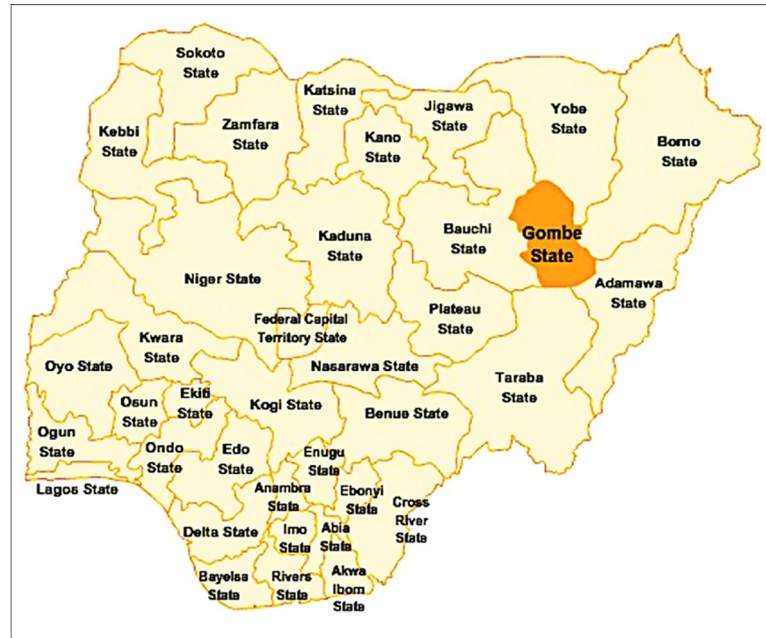 Sokoto
State
Katsina
State
Jigawa
State
Yobe
State
Borno
State
Kebbi
State
Zamfara
State
Kano
State
Kaduna
State
Bauchi
State
Gombe
State
Adamawa
State
Niger State
Federal Capital
Territory State
Plateau
State
Kwara
State
Oyo State
Nasarawa State
Taraba
State
Osun
State
Ekiti
State
Kogi State
Benue State
Ogun
State
Ondo
State
Edo
State
Enugu
State
Lagos State
Anambra
State
Ebonyi
State
Cross
River
State
Delta State
Imo
State
Abia
State
Bayelsa
State
Rivers
State
Akwa
Ibom
State